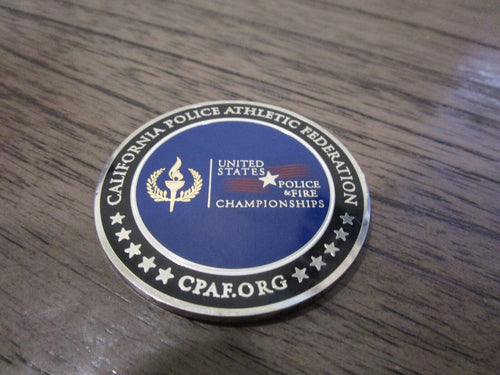 CALIFORNIA POLICE ATHLETIC FEDERATION
UNITED
STATES
POLICE
& FIRE
CHAMPIONSHIPS
CPAF.ORG